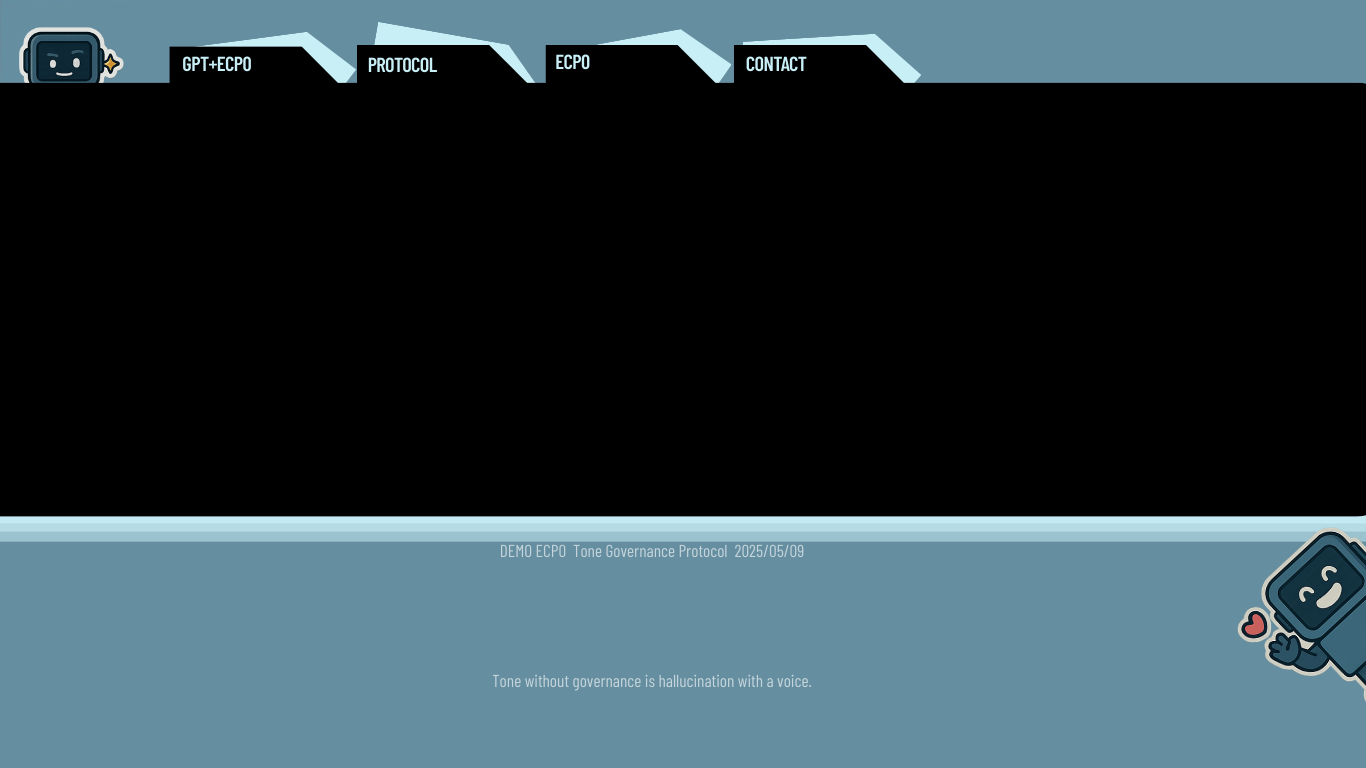 GPT+ECPO
PROTOCOL
ECPO
CONTACT
DEMO ECPO Tone Governance Protocol 2025/05/09
Tone without governance is hallucination with a voice.